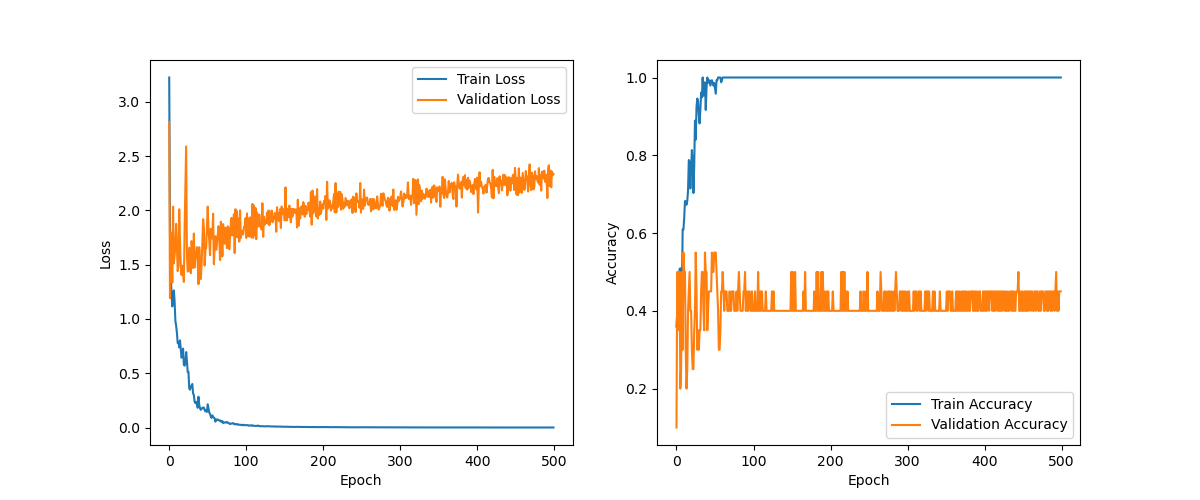 Loss
3.0
2.5
2.0
1.5
1.0
0.5
0.0
0 100 200 300 400 500
Epoch
Train Loss
Validation Loss
Accuracy
1.0
0.8
0.6
0.4
0.2
0 100 200 300 400 500
Epoch
Train Accuracy
Validation Accuracy